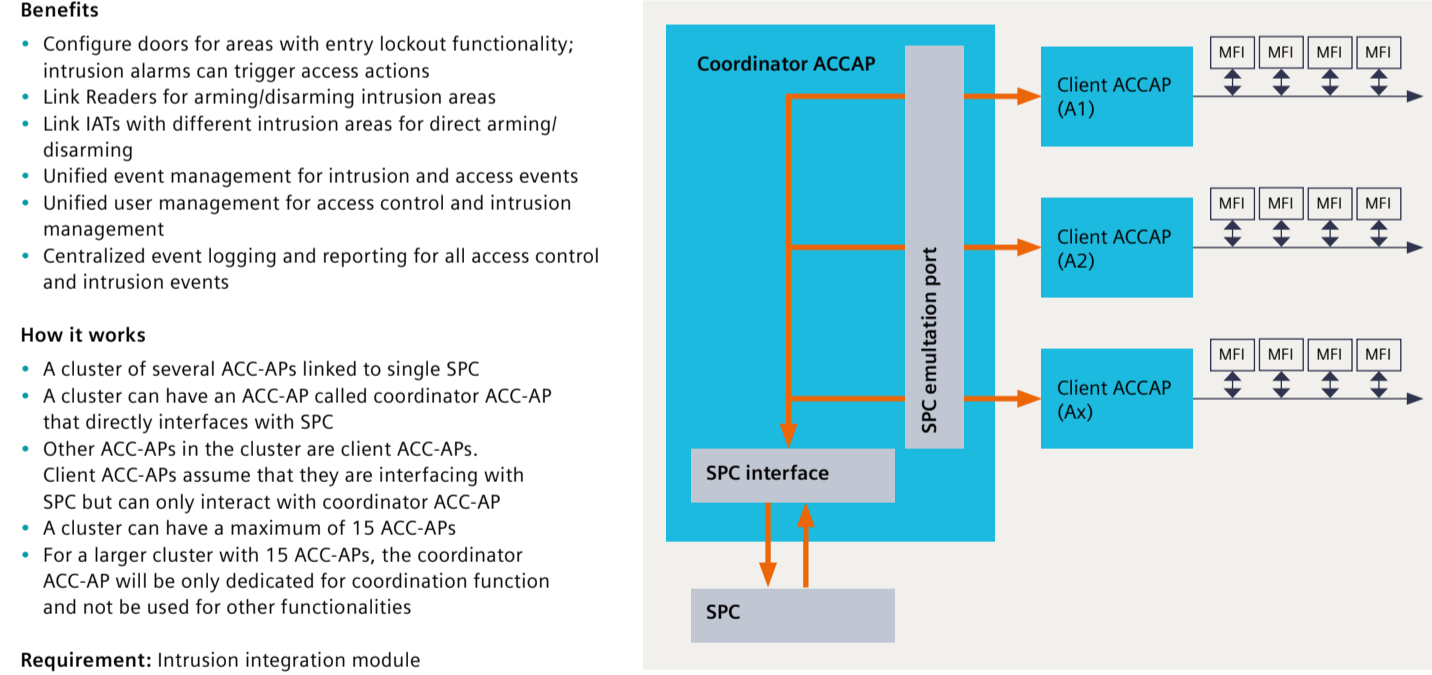 Benefits
• Configure doors for areas with entry lockout functionality;
intrusion alarms can trigger access actions
• Link Readers for arming/disarming intrusion areas
• Link IATs with different intrusion areas for direct arming/
disarming
• Unified event management for intrusion and access events
• Unified user management for access control and intrusion
management
• Centralized event logging and reporting for all access control
and intrusion events
How it works
• A cluster of several ACC-APs linked to single SPC
• A cluster can have an ACC-AP called coordinator ACC-AP
that directly interfaces with SPC
• Other ACC-APs in the cluster are client ACC-APs.
Client ACC-APs assume that they are interfacing with
SPC but can only interact with coordinator ACC-AP
• A cluster can have a maximum of 15 ACC-APs
• For a larger cluster with 15 ACC-APs, the coordinator
ACC-AP will be only dedicated for coordination function
and not be used for other functionalities
Requirement: Intrusion integration module
Coordinator ACCAP
SPC emultation port
SPC interface
SPC
Client ACCAP
(A1)
MFI MFI MFI MFI
Client ACCAP
(A2)
MFI MFI MFI MFI
Client ACCAP
(Ax)
MFI MFI MFI MFI